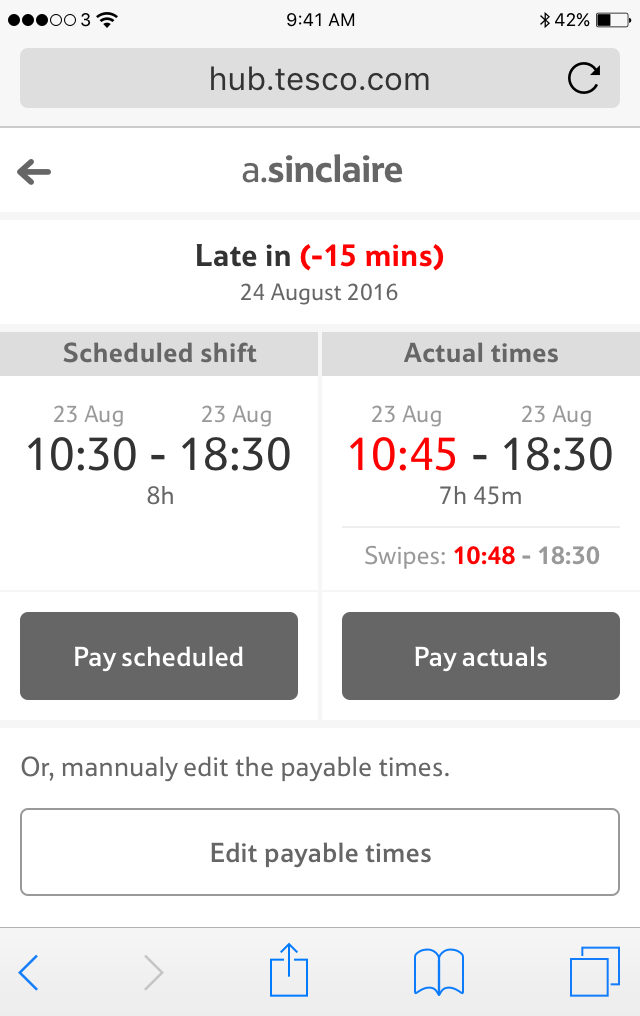 3 9:41 AM 42%
hub.tesco.com
a.sinclaire
Late in (-15 mins)
24 August 2016
Scheduled shift
23 Aug 23 Aug
10:30 - 18:30
8h
Actual times
23 Aug 23 Aug
10:45 - 18:30
7h 45m
Swipes: 10:48 - 18:30
Pay scheduled
Pay actuals
Or, mannualy edit the payable times.
Edit payable times